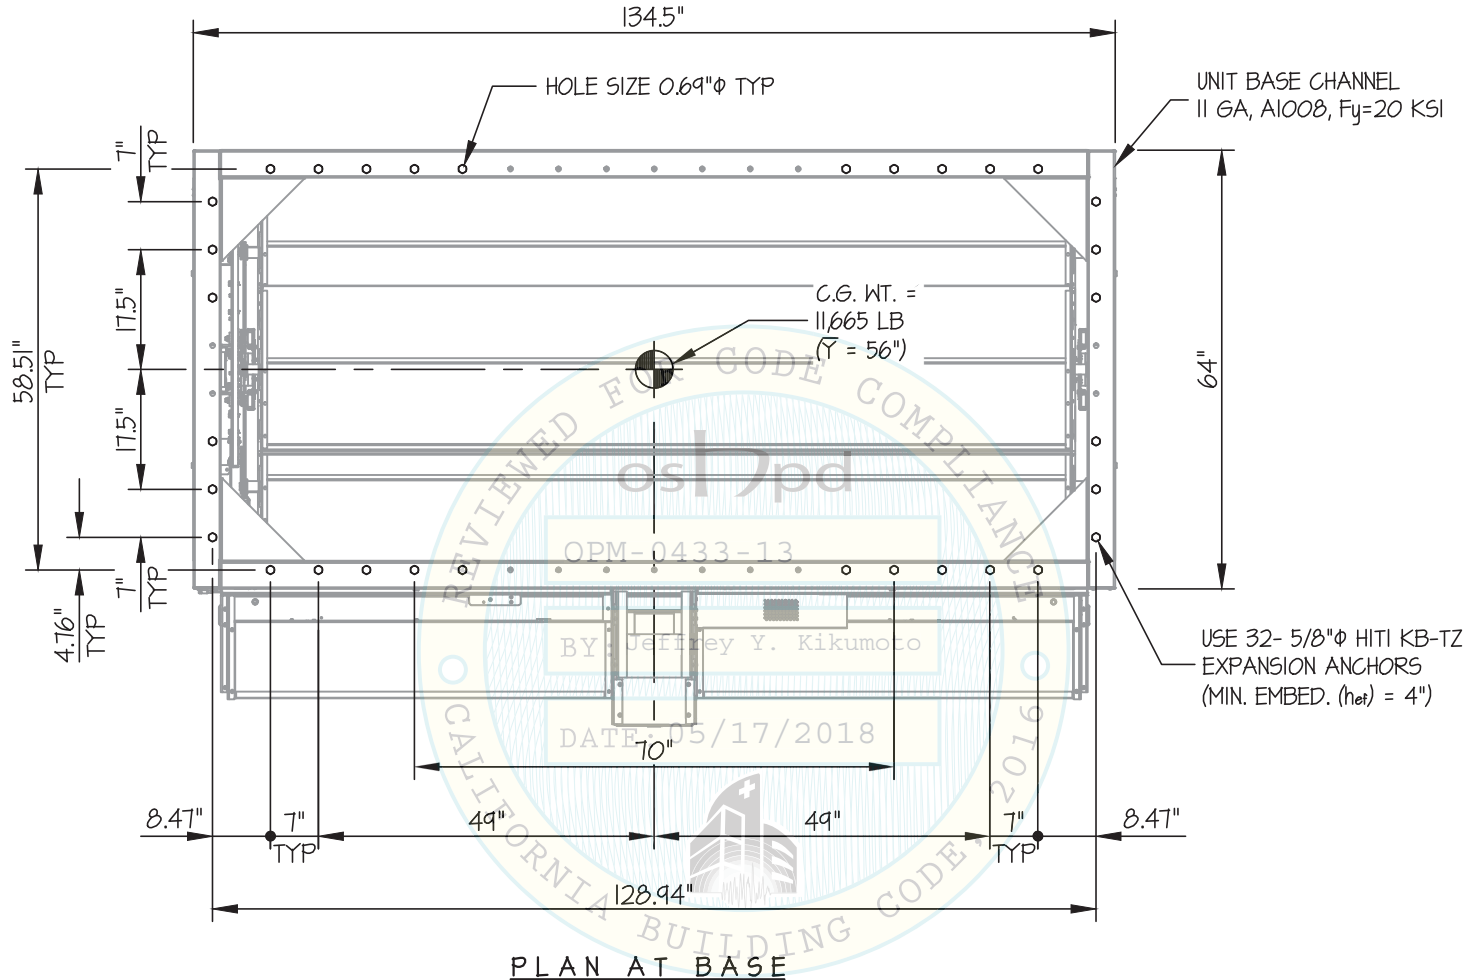 134.5"
HOLE SIZE 0.69"Φ TYP
UNIT BASE CHANNEL
11 GA, A1008, Fy=20 KSI
7"
TYP
58.51"
TYP
17.5"
17.5"
C.G. WT. =
11,665 LB
(Y̅ = 56")
64"
7"
TYP
4.76"
TYP
REVIEWED FOR CODE COMPLIANCE
oshpd
OPM-0433-13
BY: Jeffrey Y. Kikumoto
DATE: 05/17/2018
CALIFORNIA BUILDING CODE, 2016
USE 32- 5/8"Φ HITI KB-TZ
EXPANSION ANCHORS
(MIN. EMBED. (hef) = 4")
70"
8.47"
7"
TYP
49"
49"
7"
TYP
8.47"
128.94"
PLAN AT BASE